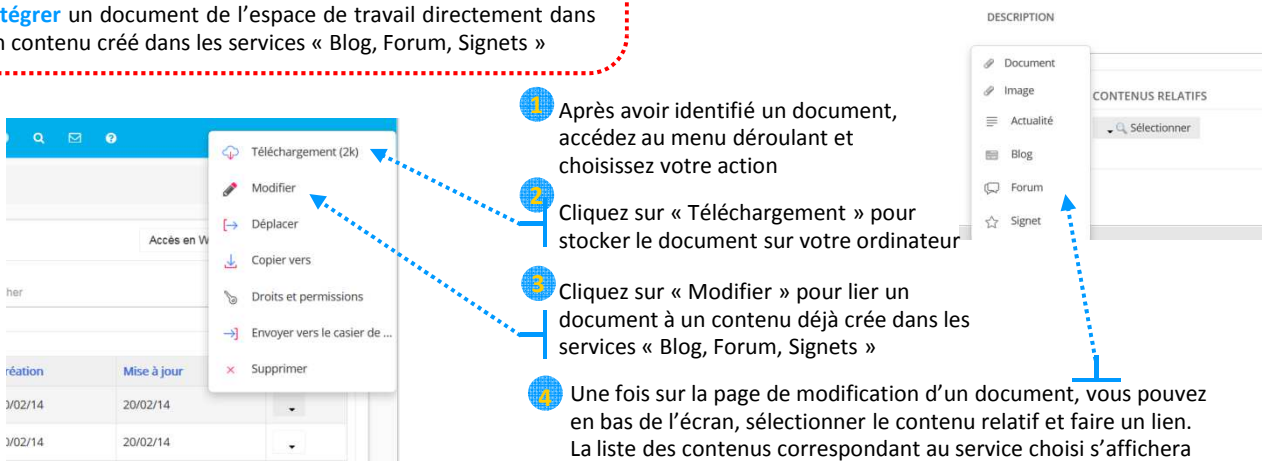 tégrer un document de l’espace de travail directement dans
n contenu créé dans les services « Blog, Forum, Signets »
DESCRIPTION
Document
Image
Actualité
Blog
Forum
Signet
CONTENUS RELATIFS
Sélectionner
Téléchargement (2k)
Modifier
Déplacer
Copier vers
Droits et permissions
Envoyer vers le casier de ...
Supprimer
Accès en W
her
réation Mise à jour
0/02/14 20/02/14
0/02/14 20/02/14
1 Après avoir identifié un document,
accédez au menu déroulant et
choisissez votre action
2 Cliquez sur « Téléchargement » pour
stocker le document sur votre ordinateur
3 Cliquez sur « Modifier » pour lier un
document à un contenu déjà crée dans les
services « Blog, Forum, Signets »
4 Une fois sur la page de modification d’un document, vous pouvez
en bas de l’écran, sélectionner le contenu relatif et faire un lien.
La liste des contenus correspondant au service choisi s’affichera